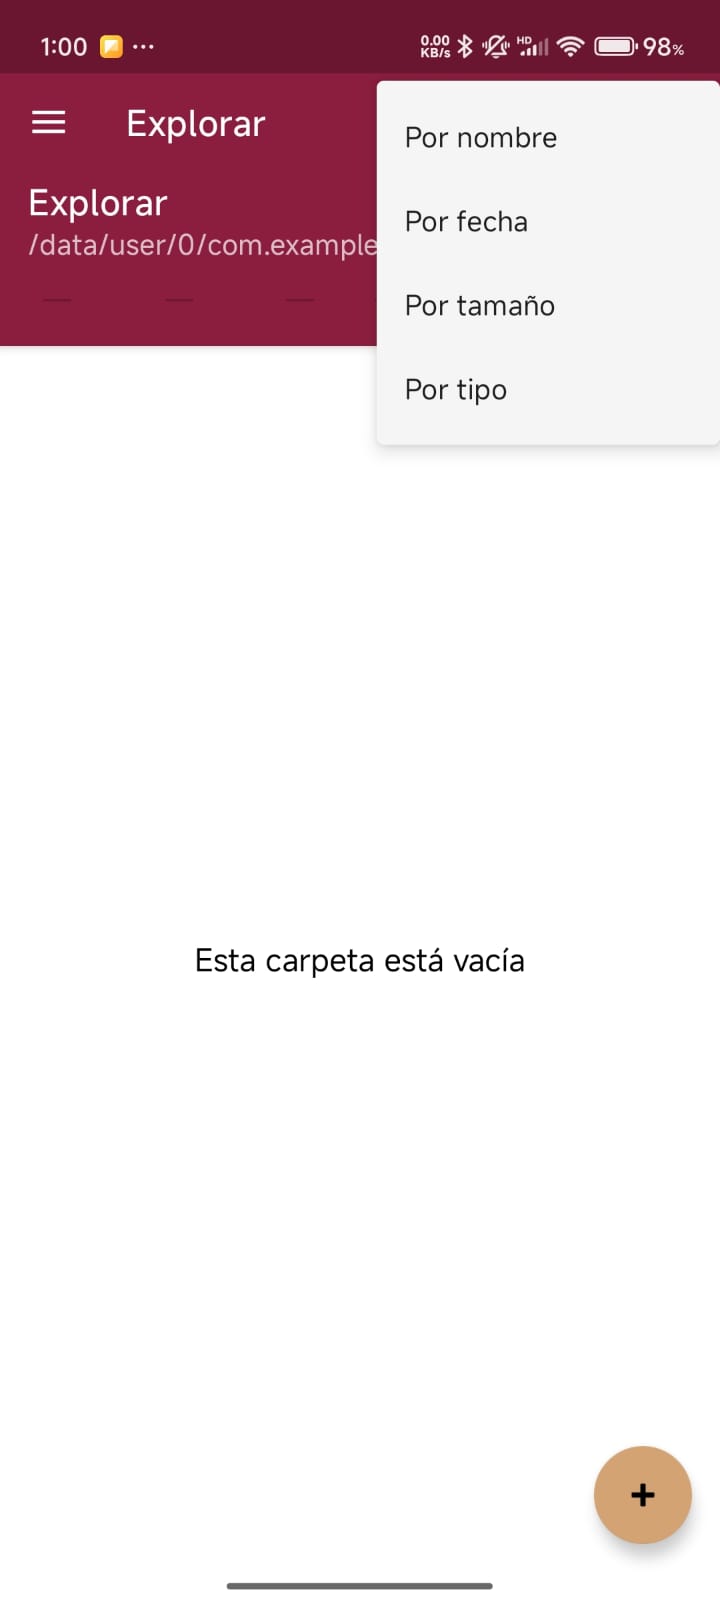 1:00
0.00
KB/s
HD
98%
Explorar
Por nombre
Explorar
Por fecha
/data/user/0/com.example
Por tamaño
Por tipo
Esta carpeta está vacía